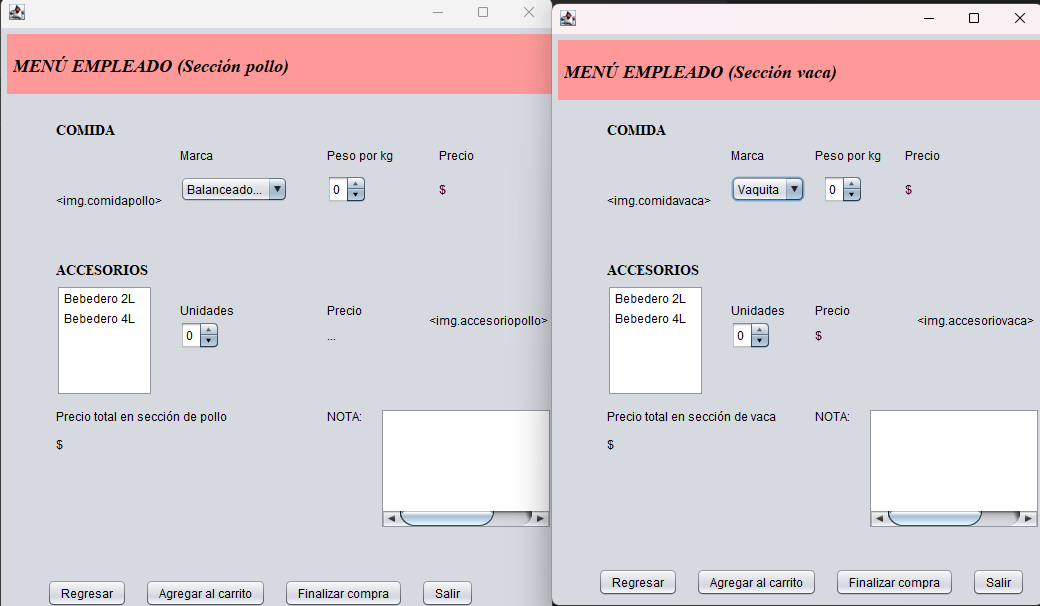 MENÚ EMPLEADO (Sección pollo)
COMIDA
Marca Peso por kg Precio
<img.comidapollo> Balanceado... 0 $
ACCESORIOS
Bebedero 2L
Bebedero 4L
Unidades Precio
0 ...
<img.accesoriopollo>
Precio total en sección de pollo NOTA:
$
Regresar Agregar al carrito Finalizar compra Salir
MENÚ EMPLEADO (Sección vaca)
COMIDA
Marca Peso por kg Precio
<img.comidavaca> Vaquita 0 $
ACCESORIOS
Bebedero 2L
Bebedero 4L
Unidades Precio
0 $
<img.accesoriovaca>
Precio total en sección de vaca NOTA:
$
Regresar Agregar al carrito Finalizar compra Salir